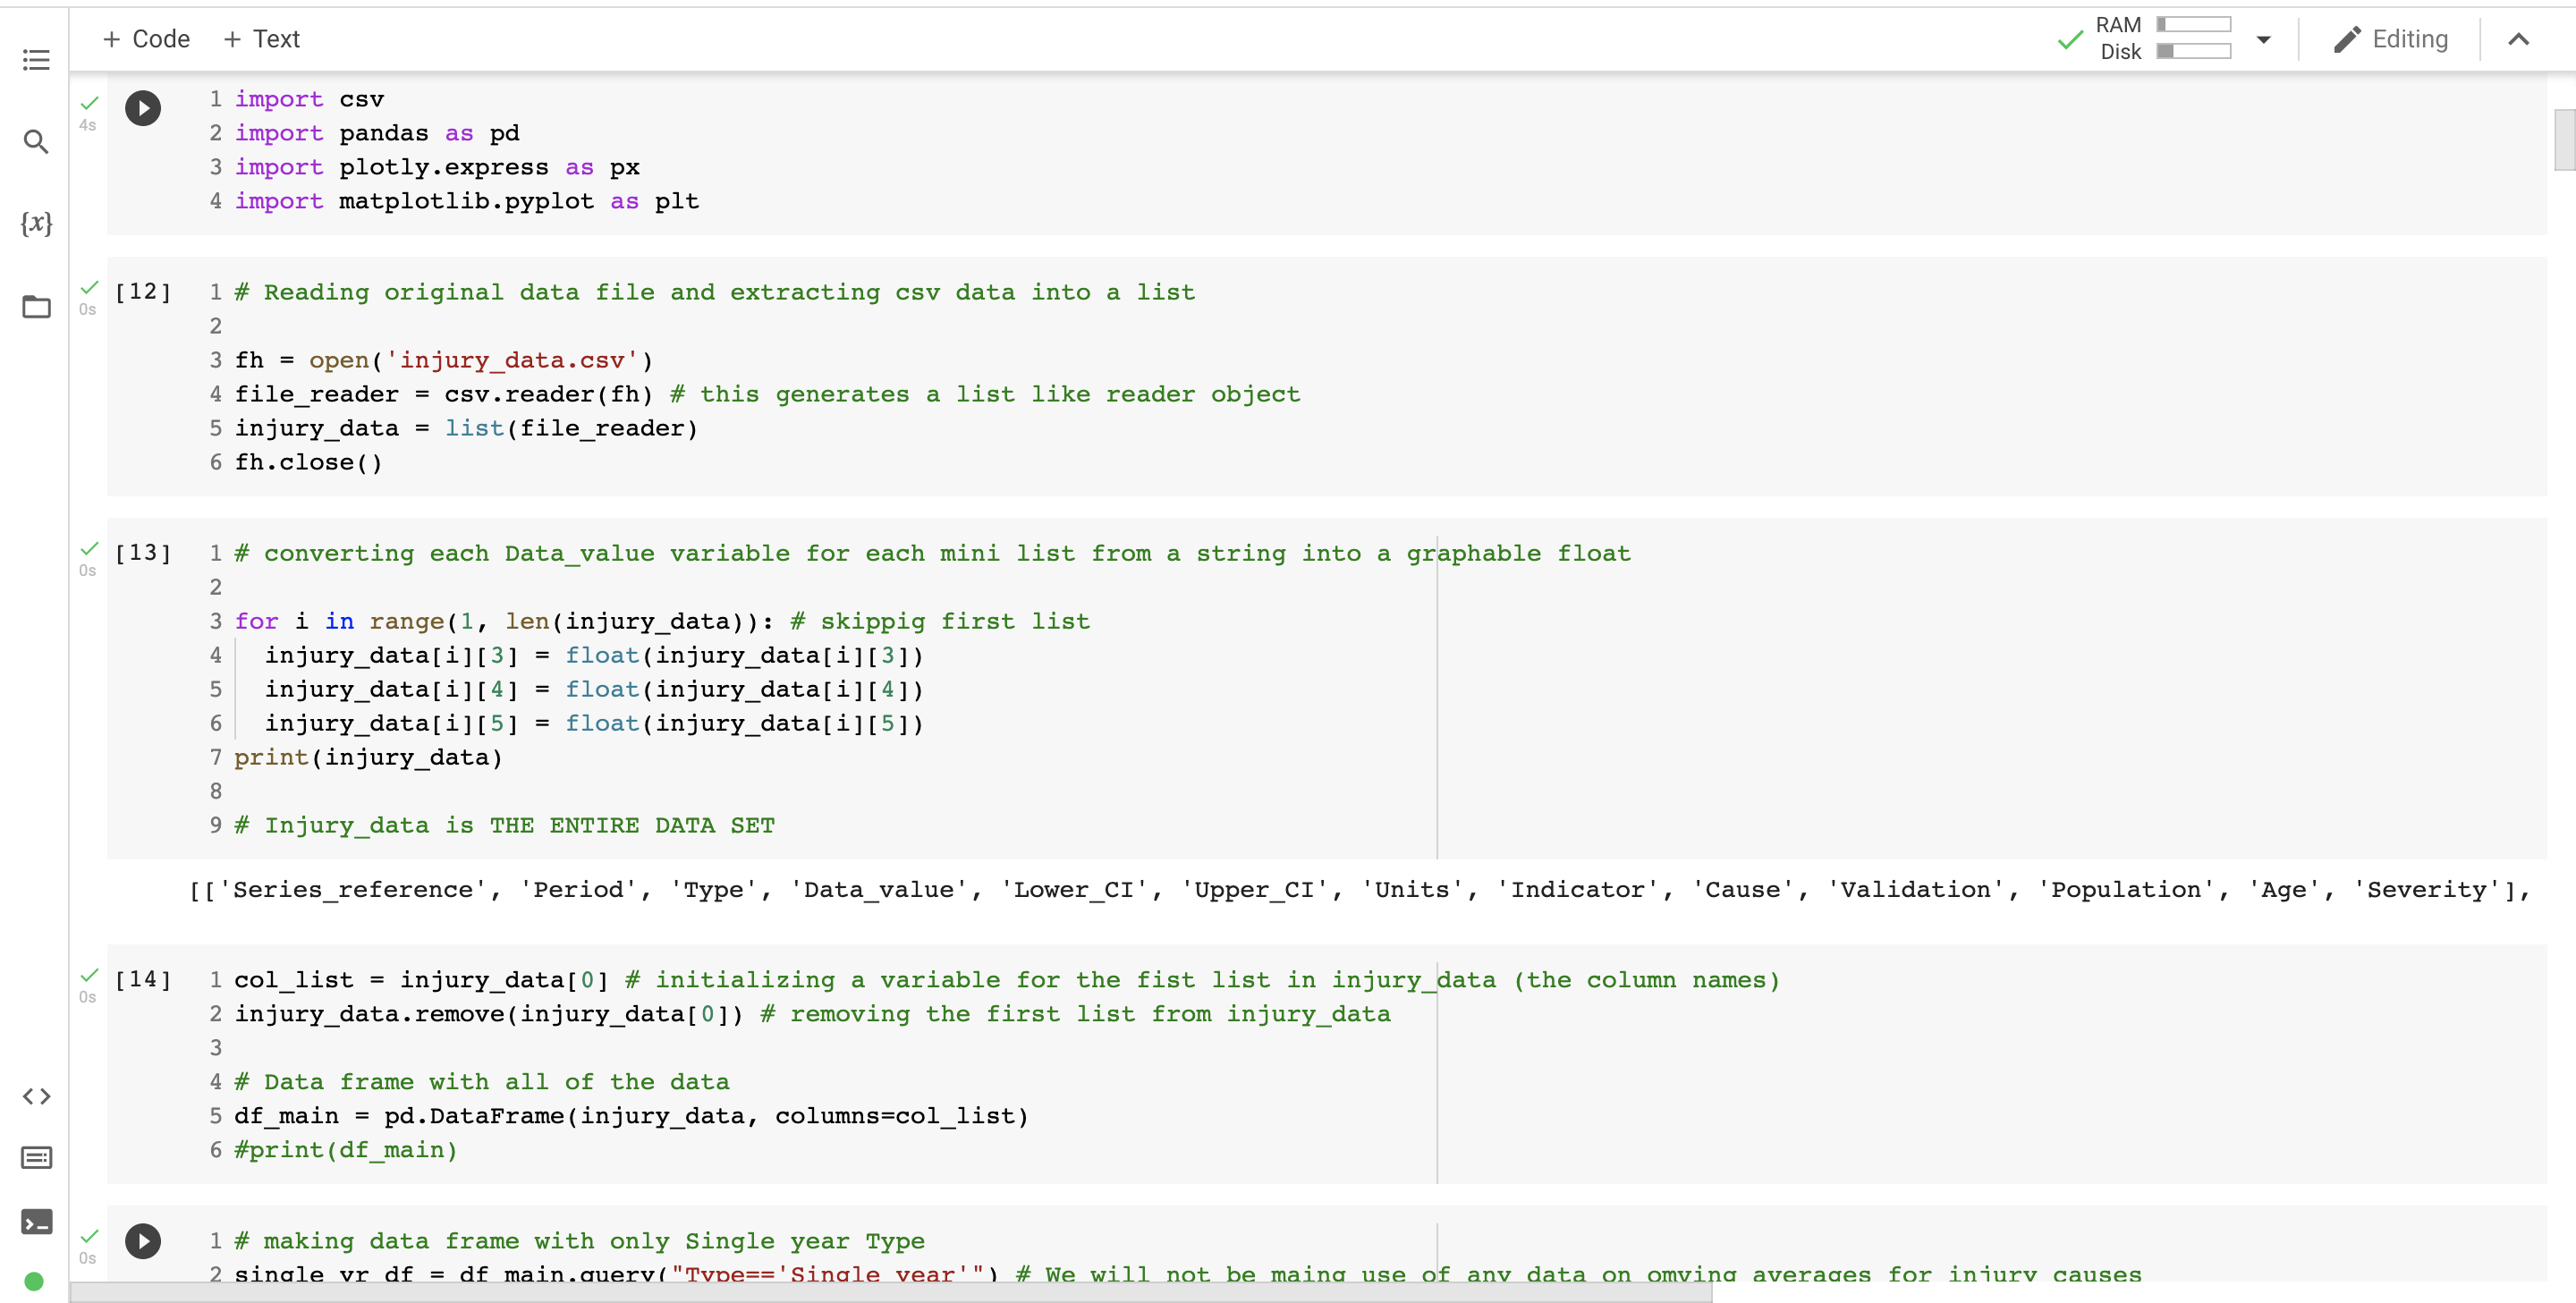 + Code + Text
RAM
Disk
Editing
{x}
4s
1 import csv
2 import pandas as pd
3 import plotly.express as px
4 import matplotlib.pyplot as plt
0s
[12]
1 # Reading original data file and extracting csv data into a list
2
3 fh = open('injury_data.csv')
4 file_reader = csv.reader(fh) # this generates a list like reader object
5 injury_data = list(file_reader)
6 fh.close()
0s
[13]
1 # converting each Data_value variable for each mini list from a string into a graphable float
2
3 for i in range(1, len(injury_data)): # skippig first list
4   injury_data[i][3] = float(injury_data[i][3])
5   injury_data[i][4] = float(injury_data[i][4])
6   injury_data[i][5] = float(injury_data[i][5])
7 print(injury_data)
8
9 # Injury_data is THE ENTIRE DATA SET
[['Series_reference', 'Period', 'Type', 'Data_value', 'Lower_CI', 'Upper_CI', 'Units', 'Indicator', 'Cause', 'Validation', 'Population', 'Age', 'Severity'],
0s
[14]
1 col_list = injury_data[0] # initializing a variable for the fist list in injury_data (the column names)
2 injury_data.remove(injury_data[0]) # removing the first list from injury_data
3
4 # Data frame with all of the data
5 df_main = pd.DataFrame(injury_data, columns=col_list)
6 #print(df_main)
0s
1 # making data frame with only Single year Type
2 single_yr_df = df_main.query("Type=='Single year'") # We will not be maing use of any data on omving averages for injury causes